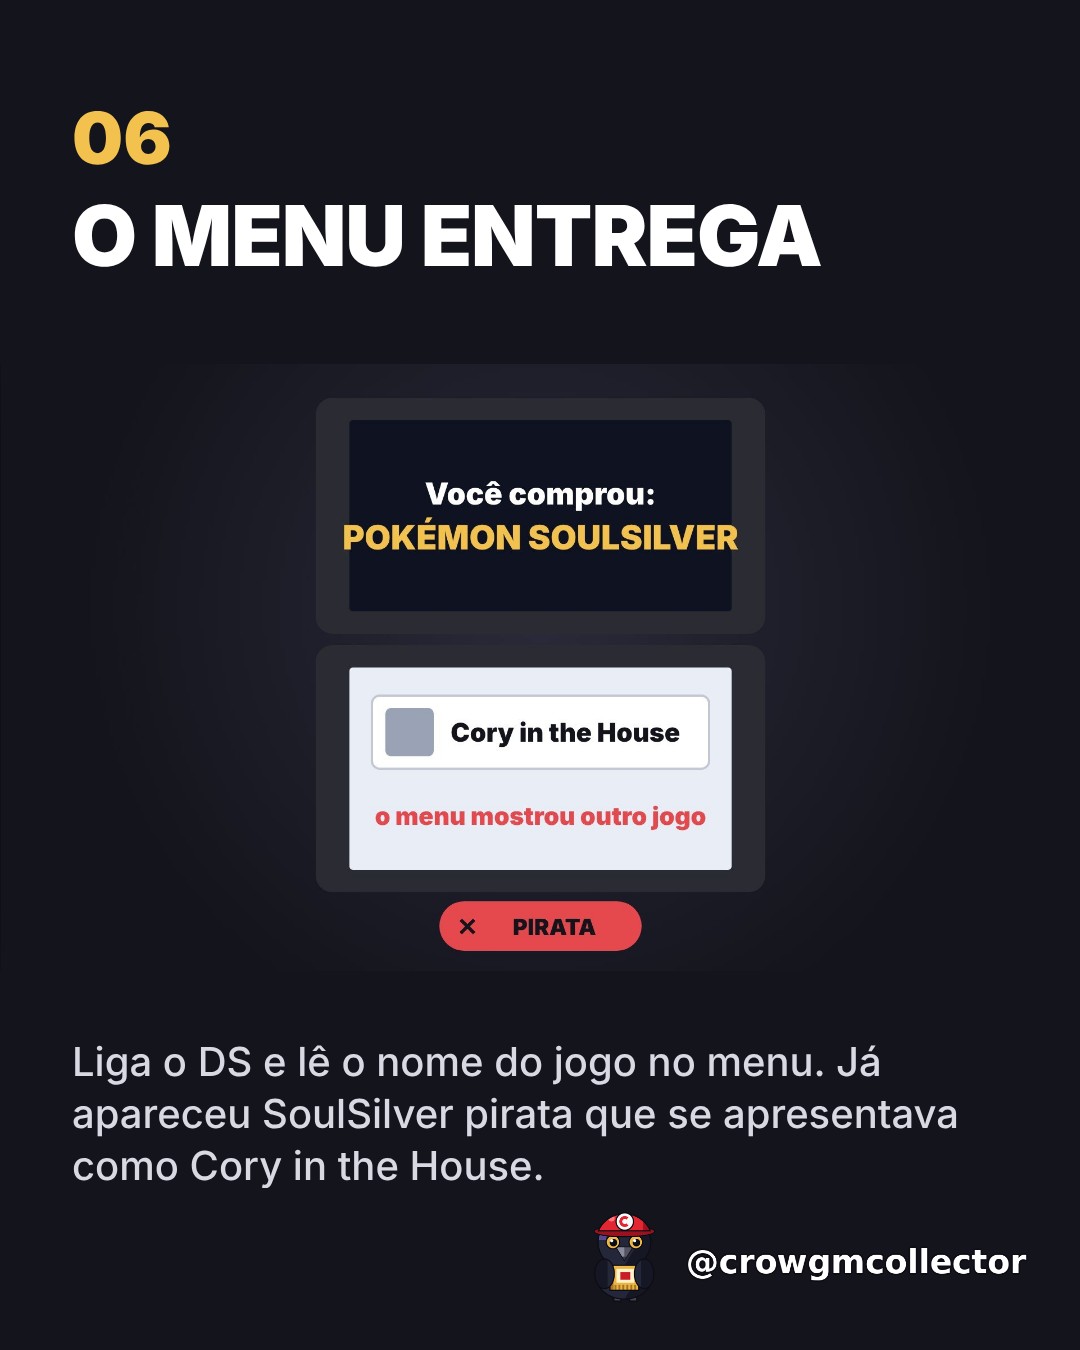 06
O MENU ENTREGA
Você comprou:
POKÉMON SOULSILVER
Cory in the House
o menu mostrou outro jogo
✕ PIRATA
Liga o DS e lê o nome do jogo no menu. Já
apareceu SoulSilver pirata que se apresentava
como Cory in the House.
C
@crowgmcollector